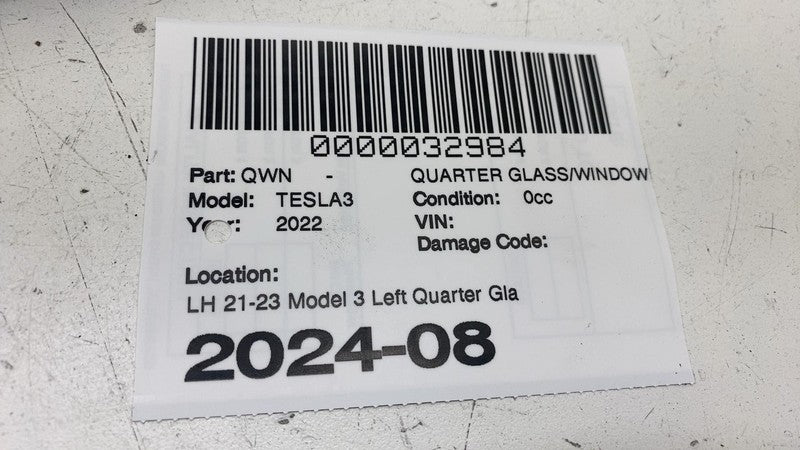 0000032984
Part: QWN - QUARTER GLASS/WINDOW
Model: TESLA3 Condition: 0cc
Year: 2022 VIN:
Damage Code:
Location:
LH 21-23 Model 3 Left Quarter Gla
2024-08